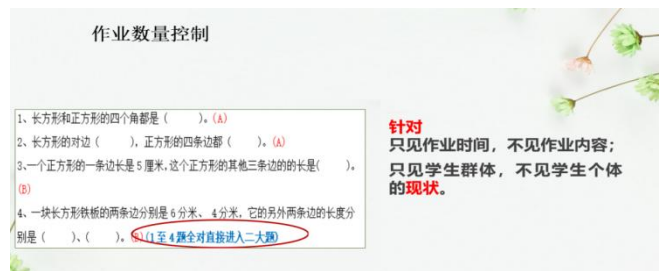 作业数量控制
1、长方形和正方形的四个角都是（  ）。(A)
2、长方形的对边（  ），正方形的四条边都（  ）。(A)
3、一个正方形的一条边长是5厘米,这个正方形的其他三条边的的长是(  )。
(B)
4、一块长方形铁板的两条边分别是6分米、 4分米，它的另外两条边的长度分
别是（  ）、（  ）。(B)(1至4题全对直接进入二大题)
针对
只见作业时间，不见作业内容；
只见学生群体，不见学生个体
的现状。